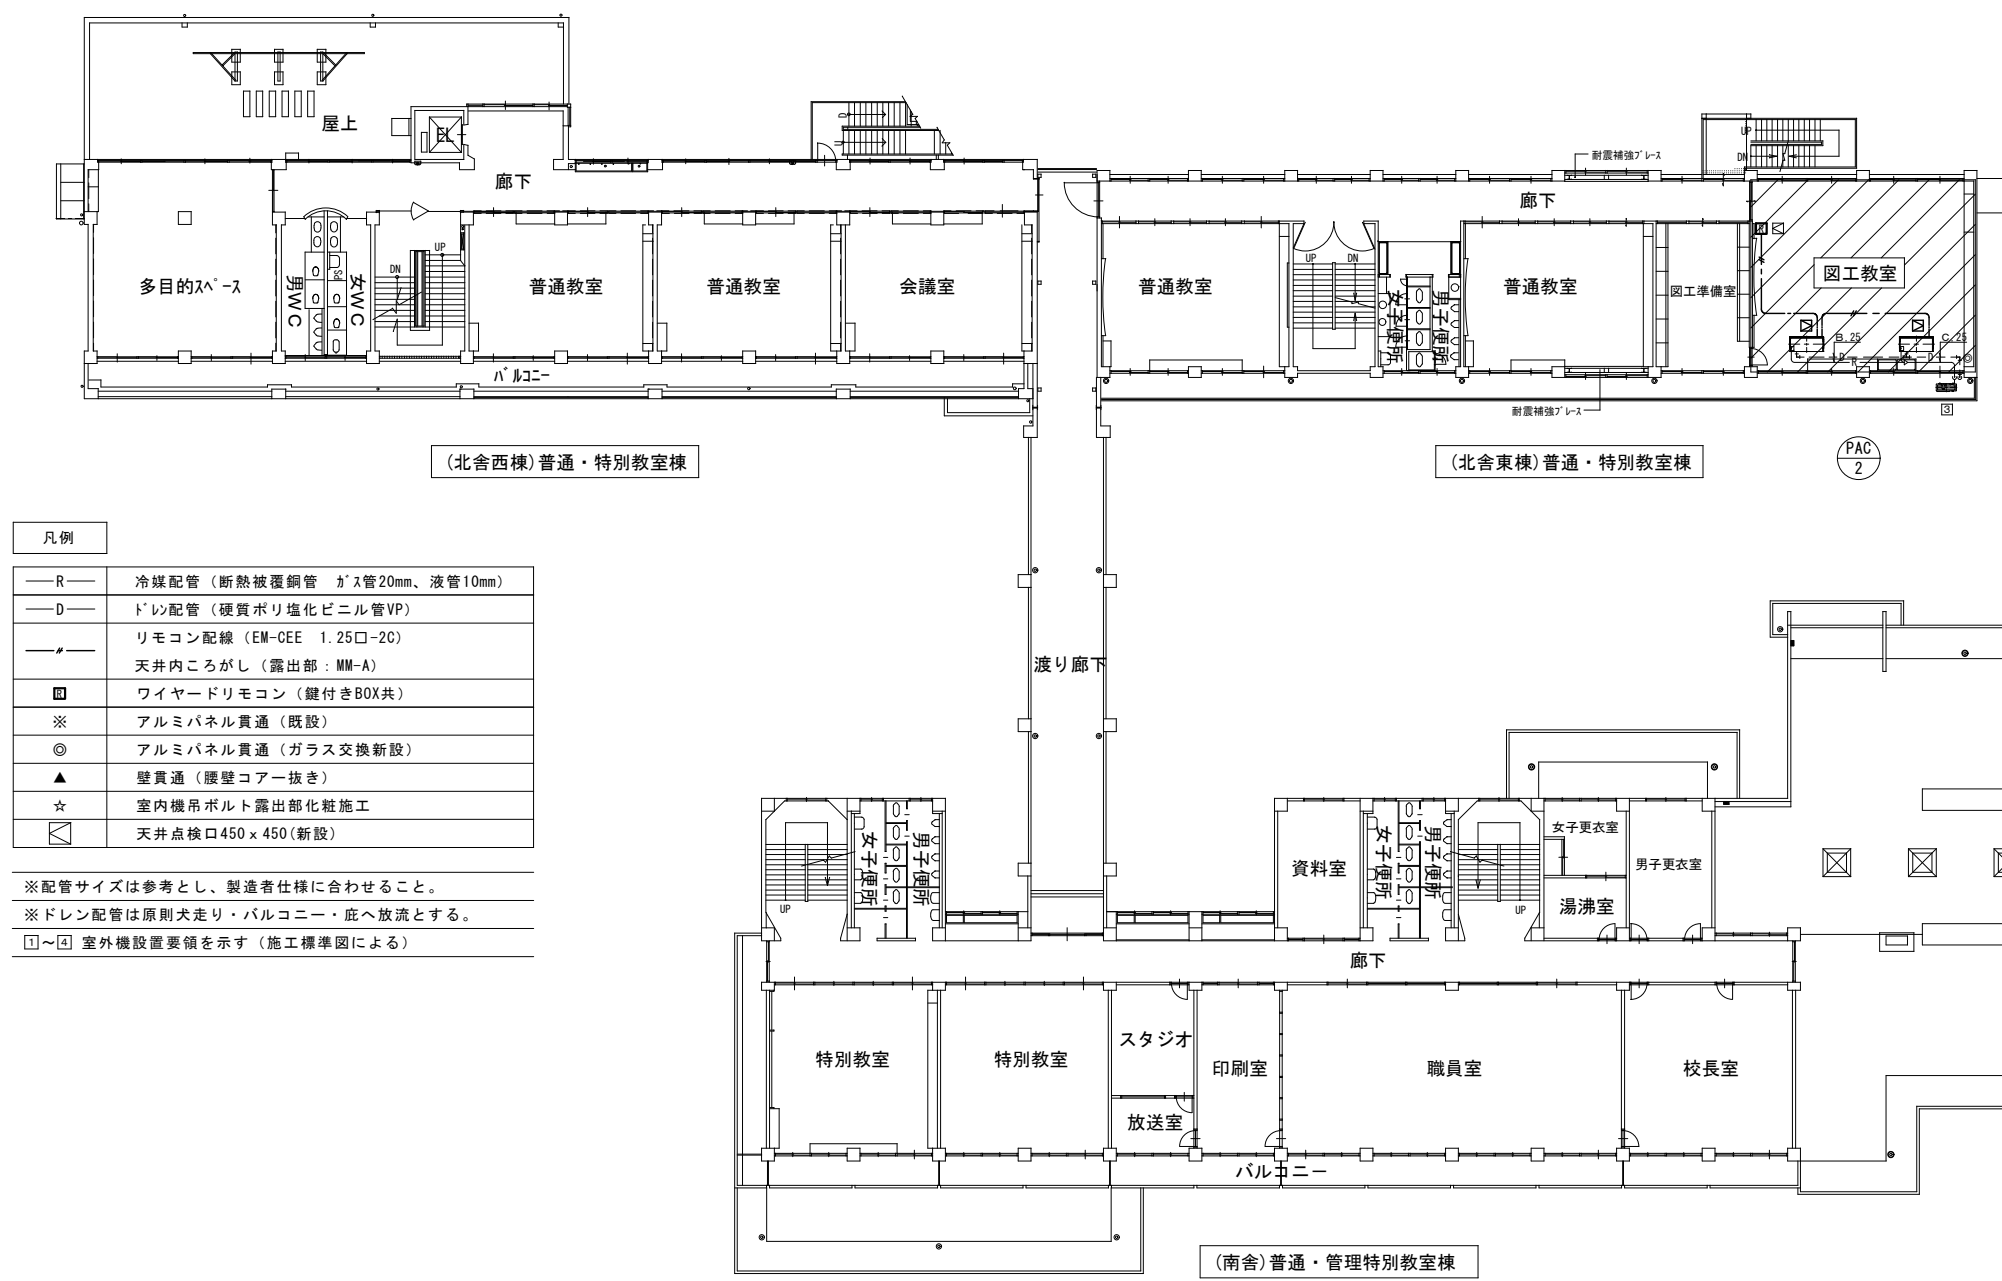 屋上
EL
廊下
多目的ｽﾍﾟｰｽ
男WC
PS
女WC
DN
UP
普通教室
普通教室
会議室
ﾊﾞﾙｺﾆｰ
(北舎西棟)普通・特別教室棟
D
U
耐震補強ﾌﾞﾚｰｽ
UP
DN
廊下
普通教室
UP
DN
女子便所
男子便所
普通教室
図工準備室
図工教室
R
B.25
C.25
D
R
D
耐震補強ﾌﾞﾚｰｽ
3
(北舎東棟)普通・特別教室棟
PAC
2
凡例
R 冷媒配管（断熱被覆銅管　ｶﾞｽ管20mm、液管10mm）
D ﾄﾞﾚﾝ配管（硬質ポリ塩化ビニル管VP）
リモコン配線（EM-CEE　1.25□-2C）
天井内ころがし（露出部：MM-A）
R ワイヤードリモコン（鍵付きBOX共）
※ アルミパネル貫通（既設）
◎ アルミパネル貫通（ガラス交換新設）
▲ 壁貫通（腰壁コアー抜き）
☆ 室内機吊ボルト露出部化粧施工
天井点検口450ｘ450(新設)
※配管サイズは参考とし、製造者仕様に合わせること。
※ドレン配管は原則犬走り・バルコニー・庇へ放流とする。
1～4 室外機設置要領を示す（施工標準図による）
渡り廊下
UP
女子便所
男子便所
資料室
女子便所
男子便所
UP
女子更衣室
男子更衣室
湯沸室
廊下
特別教室
特別教室
スタジオ
放送室
印刷室
職員室
校長室
バルコニー
(南舎)普通・管理特別教室棟